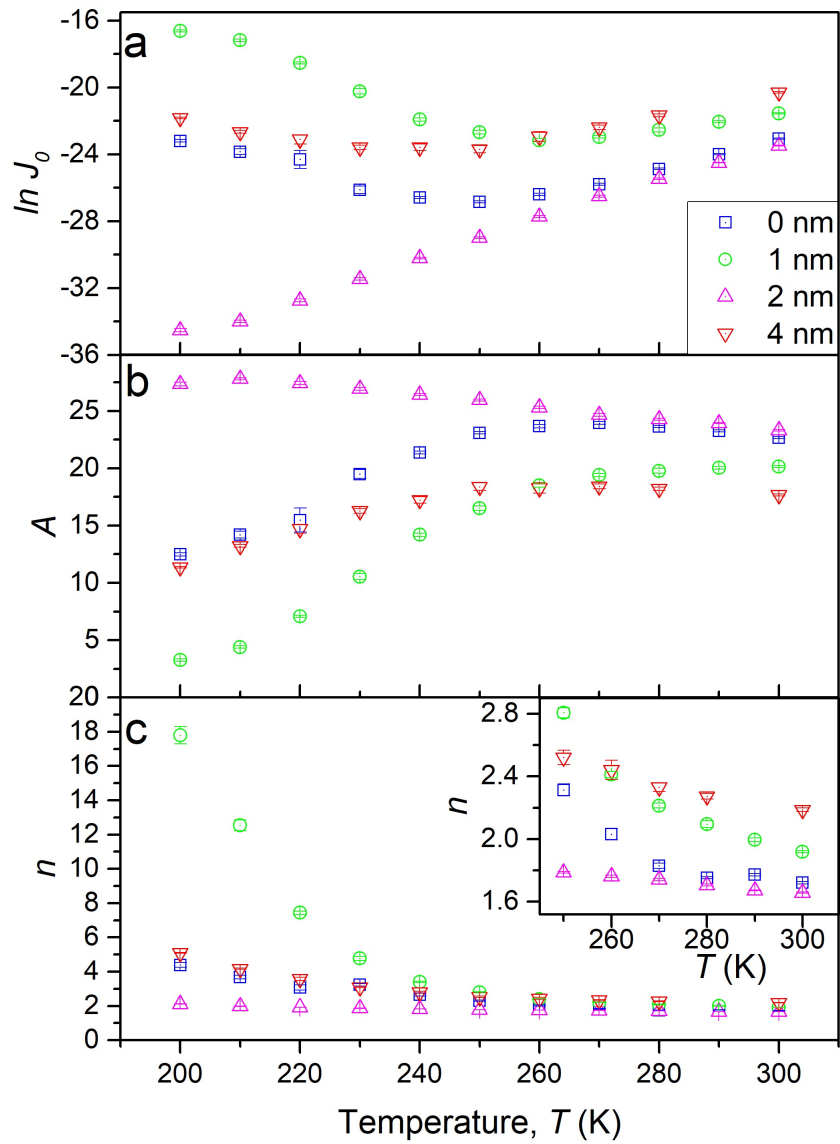 -16
a
-20
-24
ln J0
-28
-32
-36
0 nm
1 nm
2 nm
4 nm
b
25
20
A
15
10
5
20
c
18
16
14
12
n
10
8
6
4
2
0
2.8
2.4
n
2.0
1.6
260 280 300
T (K)
200 220 240 260 280 300
Temperature, T (K)